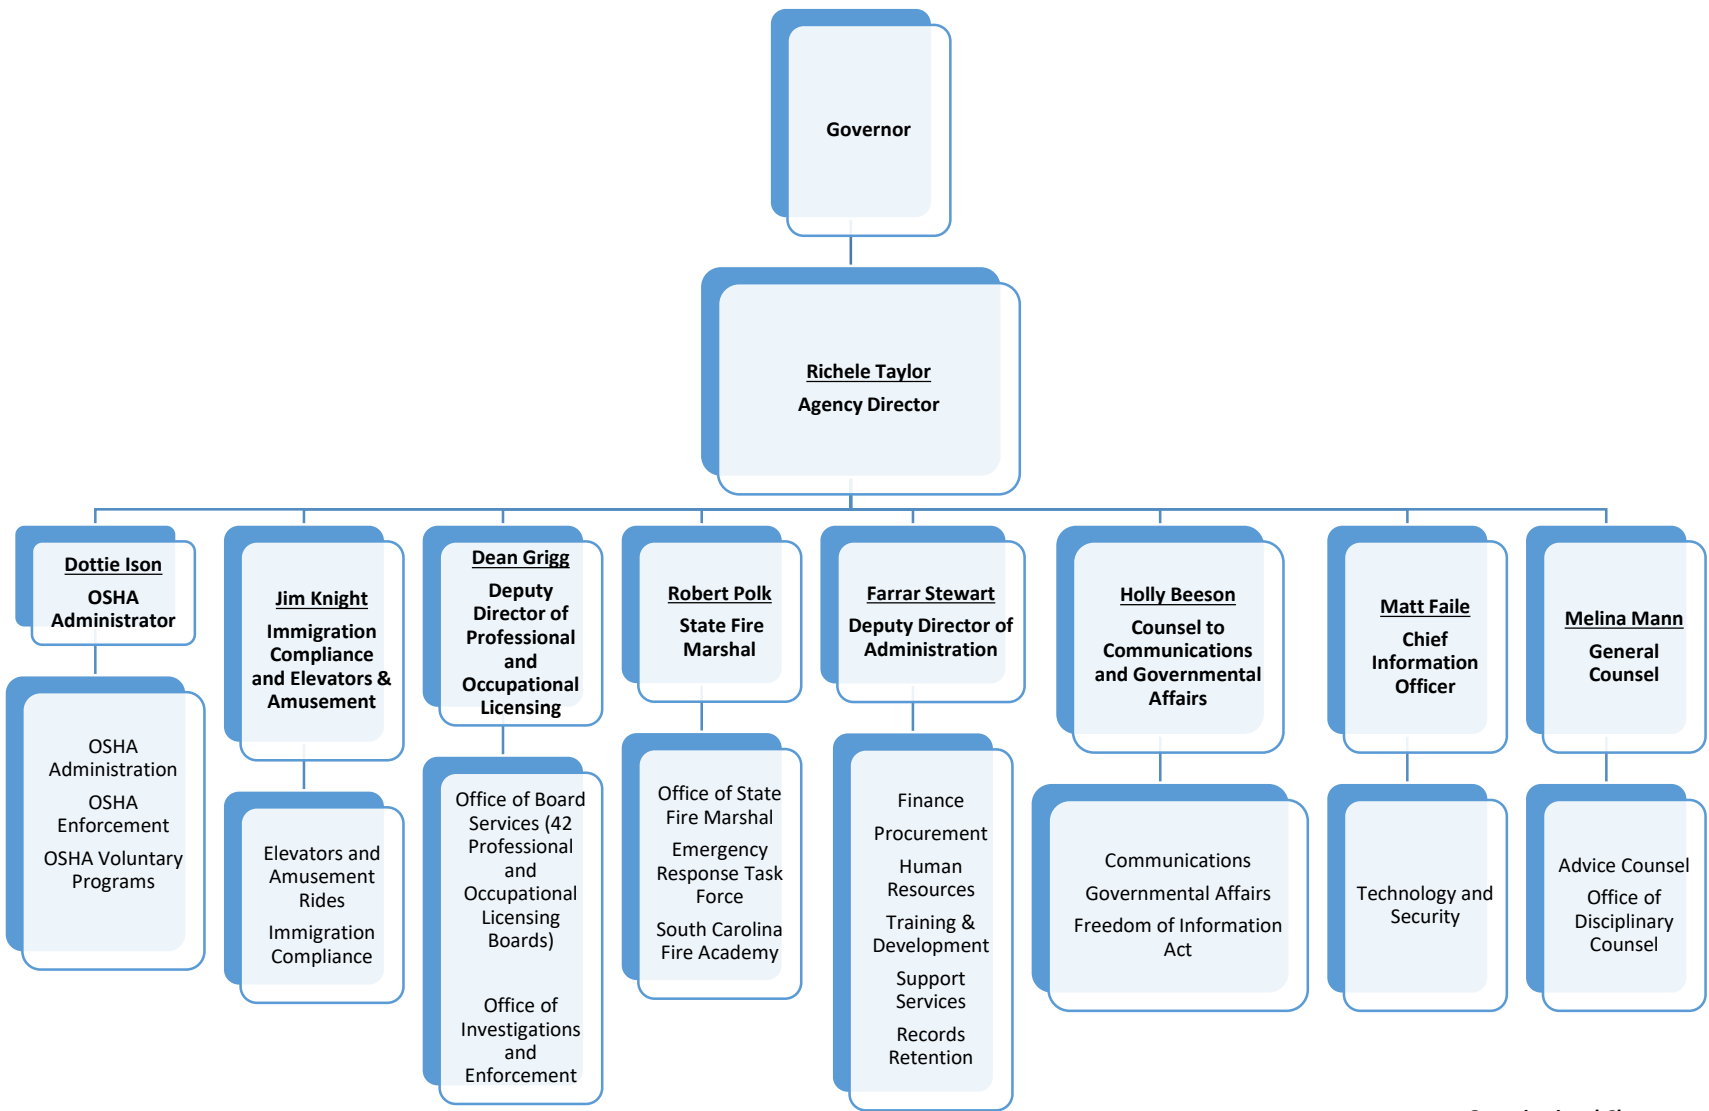 Governor
Richele Taylor
Agency Director
Dottie Ison
OSHA
Administrator
OSHA
Administration
OSHA
Enforcement
OSHA Voluntary
Programs
Jim Knight
Immigration
Compliance
and Elevators &
Amusement
Elevators and
Amusement
Rides
Immigration
Compliance
Dean Grigg
Deputy
Director of
Professional
and
Occupational
Licensing
Office of Board
Services (42
Professional
and
Occupational
Licensing
Boards)
Office of
Investigations
and
Enforcement
Robert Polk
State Fire
Marshal
Office of State
Fire Marshal
Emergency
Response Task
Force
South Carolina
Fire Academy
Farrar Stewart
Deputy Director of
Administration
Finance
Procurement
Human
Resources
Training &
Development
Support
Services
Records
Retention
Holly Beeson
Counsel to
Communications
and Governmental
Affairs
Communications
Governmental Affairs
Freedom of Information
Act
Matt Faile
Chief
Information
Officer
Technology and
Security
Melina Mann
General
Counsel
Advice Counsel
Office of
Disciplinary
Counsel